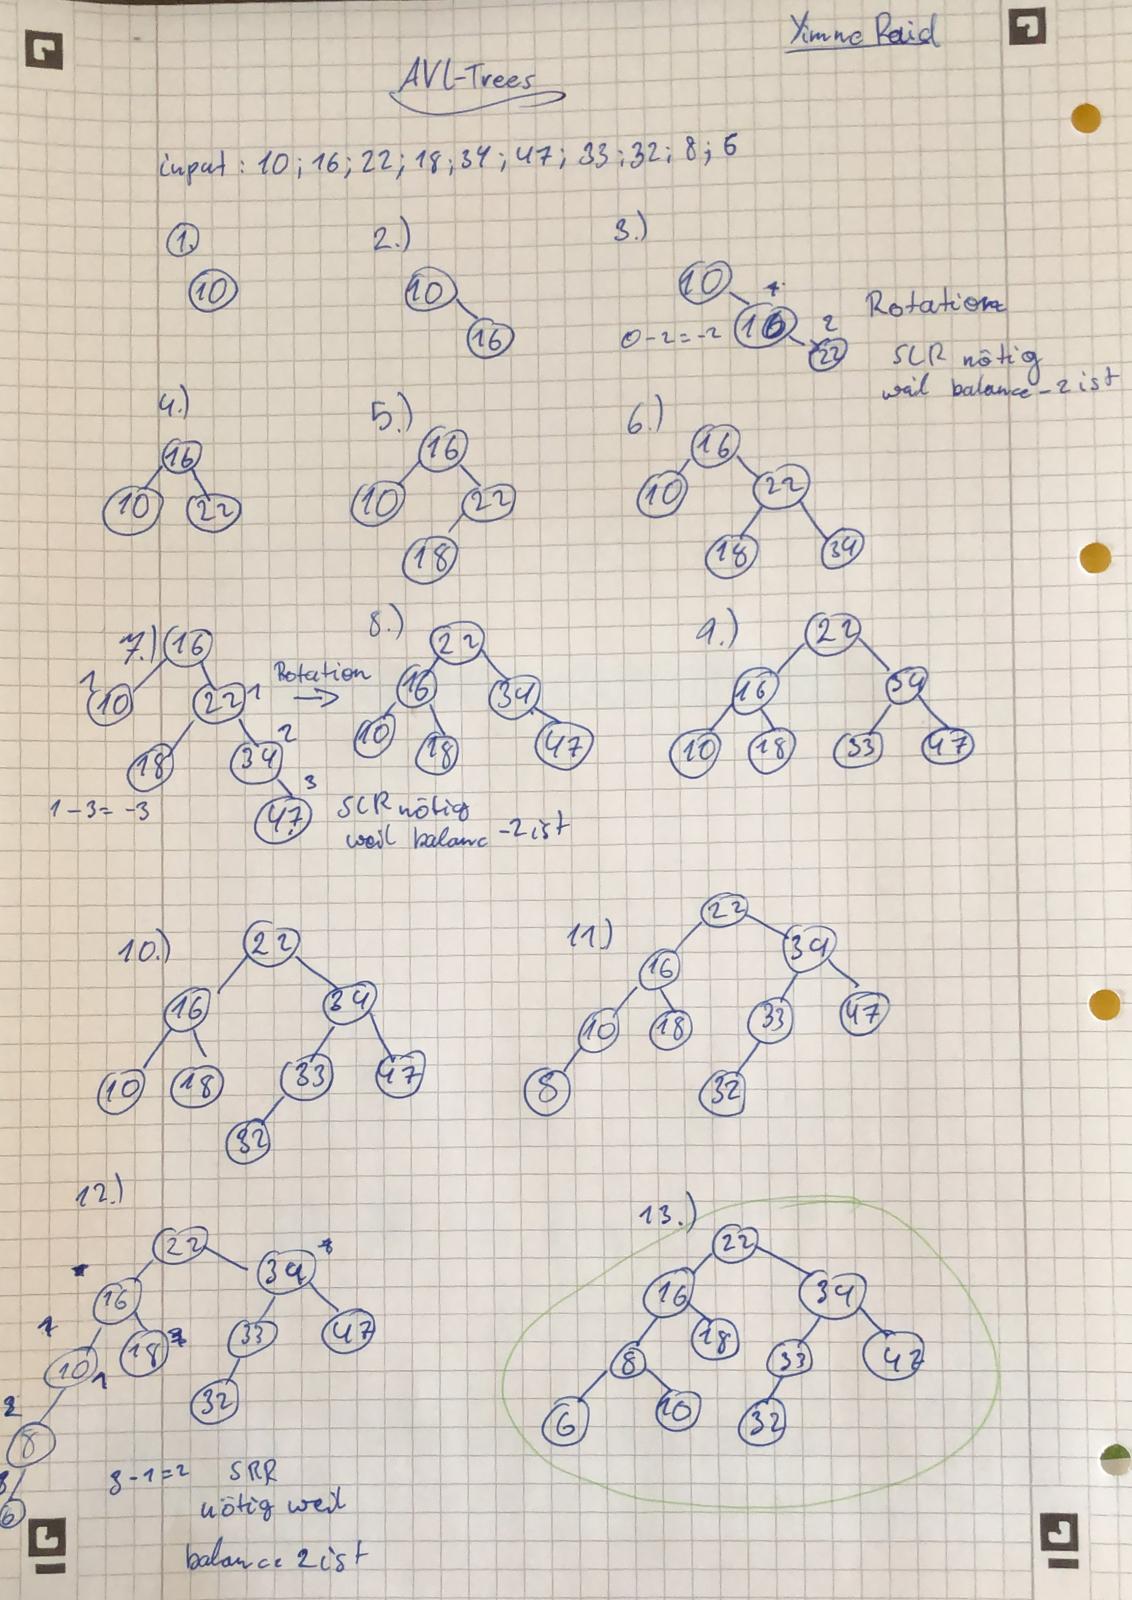 Yimne Raid
AVL-Trees
input : 10 ; 16 ; 22 ; 18 ; 34 ; 47 ; 33 ; 32 ; 8 ; 6
1.
10
2.)
10
16
3.)
10
16
22
2
0-2=-2
Rotation
SLR nötig
weil balance -2 ist
4.)
16
10 22
5.)
16
10 22
18
6.)
16
10 22
18 34
7.)
16
1 10 22 1
18 34 2
47 3
1-3=-3
Rotation
8.)
22
16 34
10 18 47
SLR nötig
weil balanc -2 ist
9.)
22
16 34
10 18 33 47
10.)
22
16 34
10 18 33 47
32
11.)
22
16 34
10 18 33 47
8 32
12.)
22
16 34
1 10 1 18 33 47
2 8 32
6
3-1=2 SRR
nötig weil
balance 2 ist
13.)
22
16 34
8 18 33 47
6 10 32